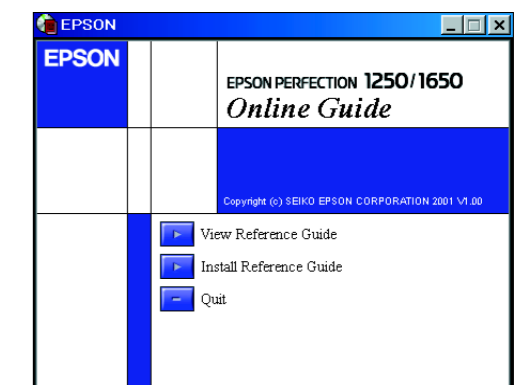 EPSON
EPSON
EPSON PERFECTION 1250/1650
Online Guide
Copyright (c) SEIKO EPSON CORPORATION 2001 V1.00
View Reference Guide
Install Reference Guide
Quit